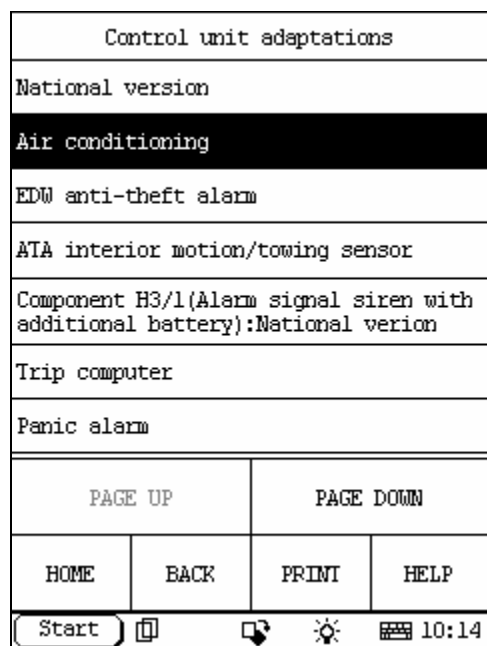 Control unit adaptations
National version
Air conditioning
EDW anti-theft alarm
ATA interior motion/towing sensor
Component H3/1(Alarm signal siren with
additional battery):National verion
Trip computer
Panic alarm
PAGE UP PAGE DOWN
HOME BACK PRINT HELP
Start 10:14